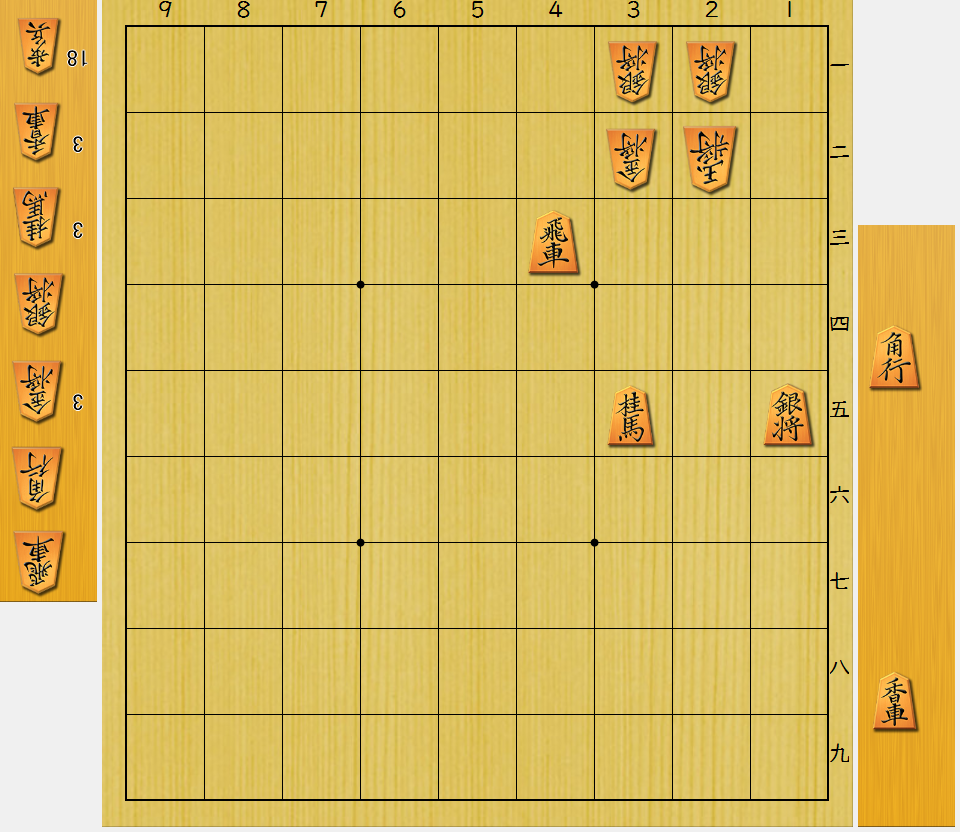 9 8 7 6 5 4 3 2 1
歩兵 18
香車 3
桂馬 3
銀将
金将 3
角行
飛車
銀将 銀将 一
金将 玉将 二
飛車 三
四
桂馬 銀将 五
六
七
八
九
角行
香車